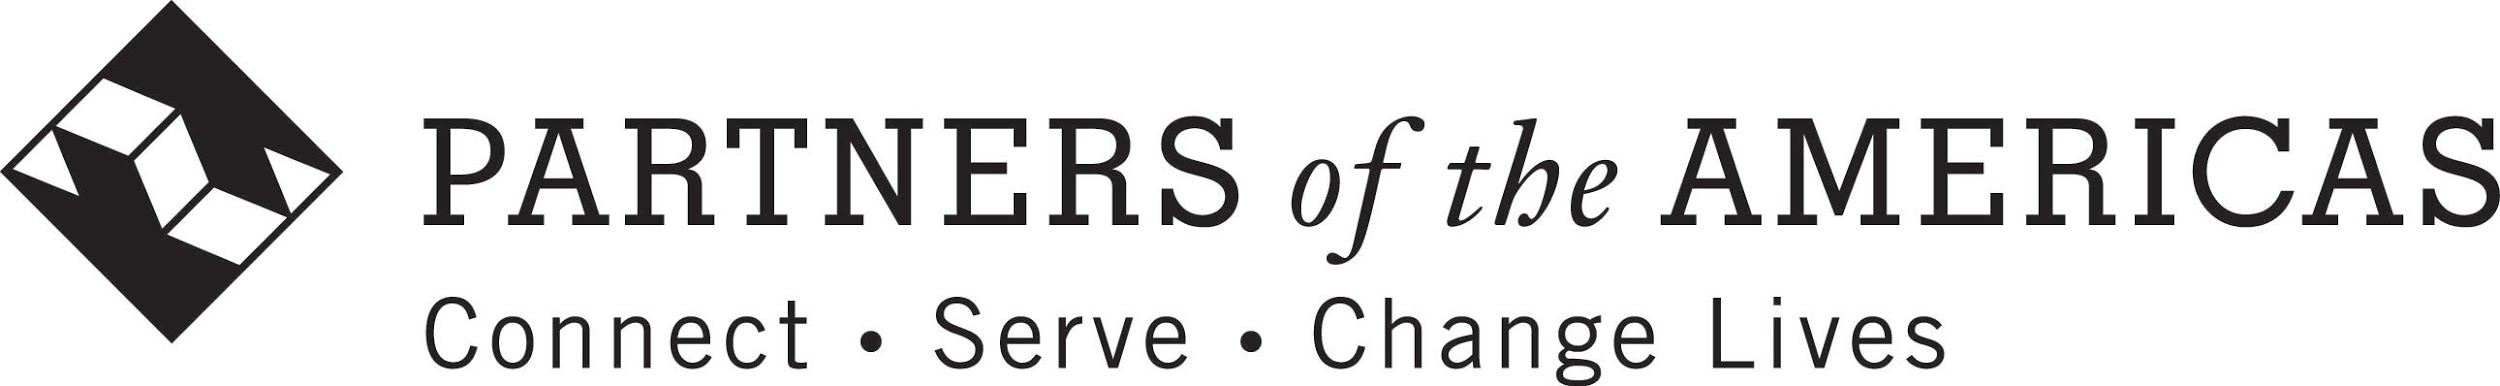 PARTNERS of the AMERICAS
Connect • Serve • Change Lives